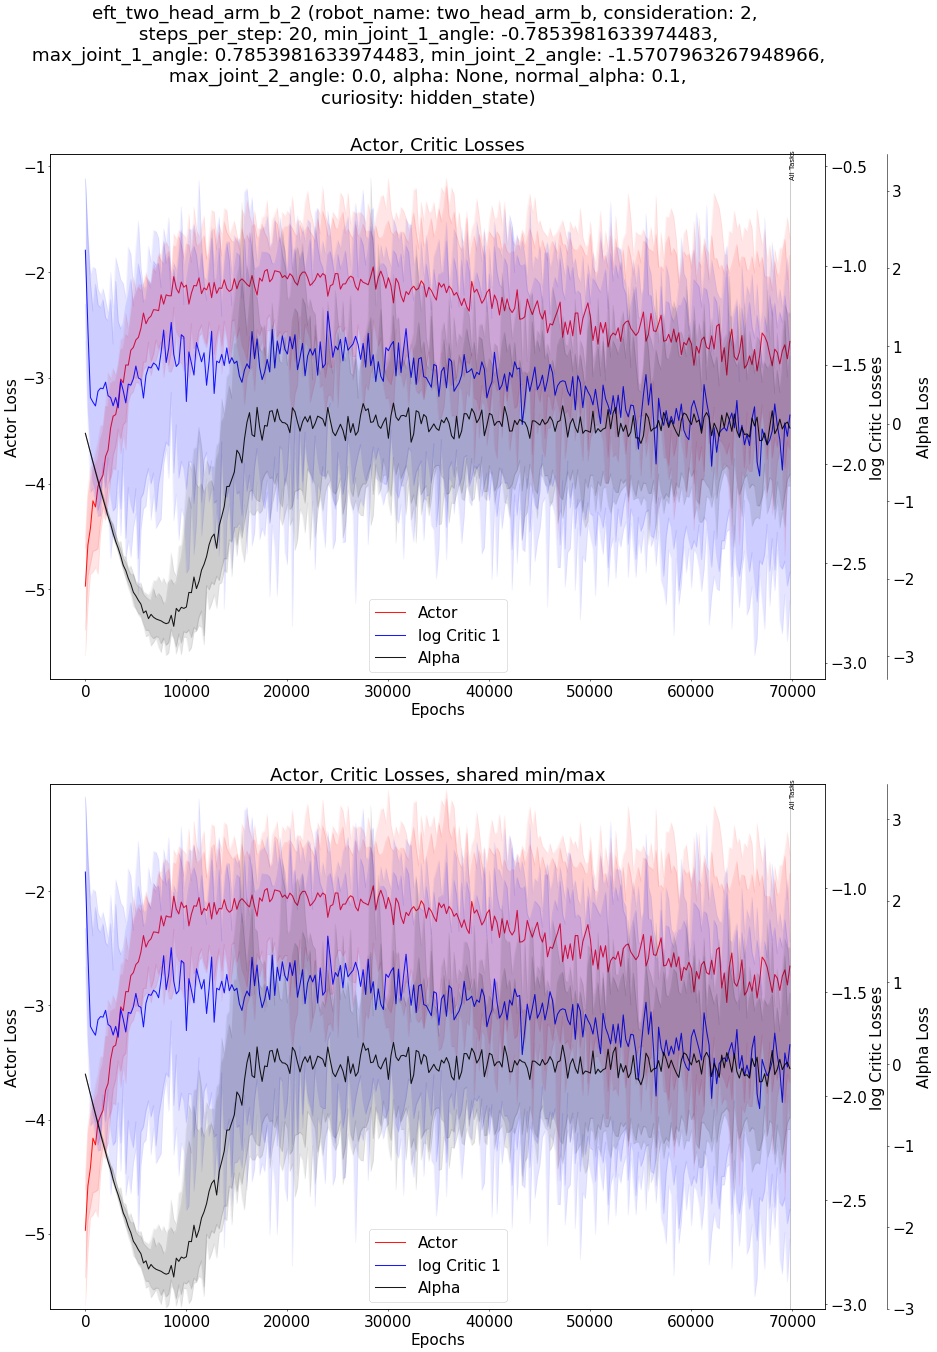 eft_two_head_arm_b_2 (robot_name: two_head_arm_b, consideration: 2,
steps_per_step: 20, min_joint_1_angle: -0.7853981633974483,
max_joint_1_angle: 0.7853981633974483, min_joint_2_angle: -1.5707963267948966,
max_joint_2_angle: 0.0, alpha: None, normal_alpha: 0.1,
curiosity: hidden_state)
Actor, Critic Losses
All Tasks
−1
−2
−3
−4
−5
Actor Loss
−0.5
−1.0
−1.5
−2.0
−2.5
−3.0
log Critic Losses
3
2
1
0
−1
−2
−3
Alpha Loss
Actor
log Critic 1
Alpha
0 10000 20000 30000 40000 50000 60000 70000
Epochs
Actor, Critic Losses, shared min/max
All Tasks
−2
−3
−4
−5
Actor Loss
−1.0
−1.5
−2.0
−2.5
−3.0
log Critic Losses
3
2
1
0
−1
−2
−3
Alpha Loss
Actor
log Critic 1
Alpha
0 10000 20000 30000 40000 50000 60000 70000
Epochs